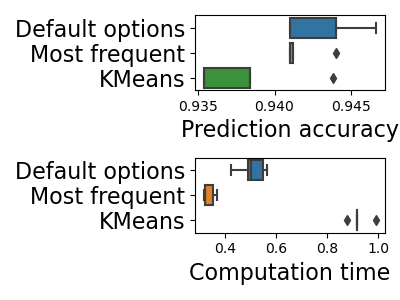 Default options
Most frequent
KMeans
0.935 0.940 0.945
Prediction accuracy
Default options
Most frequent
KMeans
0.4 0.6 0.8 1.0
Computation time